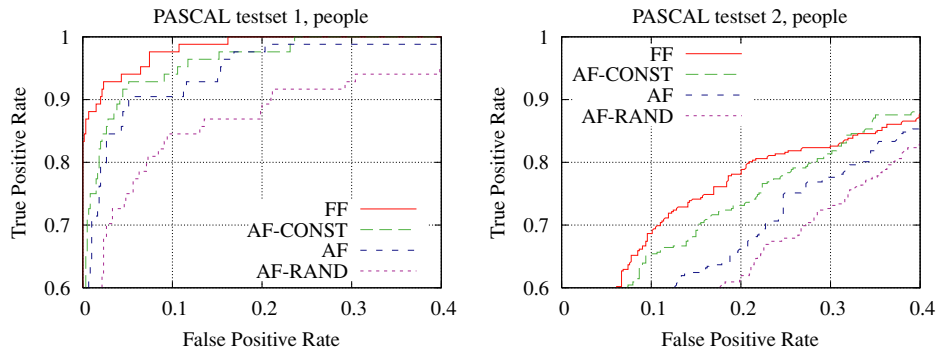 PASCAL testset 1, people
True Positive Rate
1
0.9
0.8
0.7
0.6
FF
AF-CONST
AF
AF-RAND
0
0.1
0.2
0.3
0.4
False Positive Rate
PASCAL testset 2, people
True Positive Rate
1
0.9
0.8
0.7
0.6
FF
AF-CONST
AF
AF-RAND
0
0.1
0.2
0.3
0.4
False Positive Rate